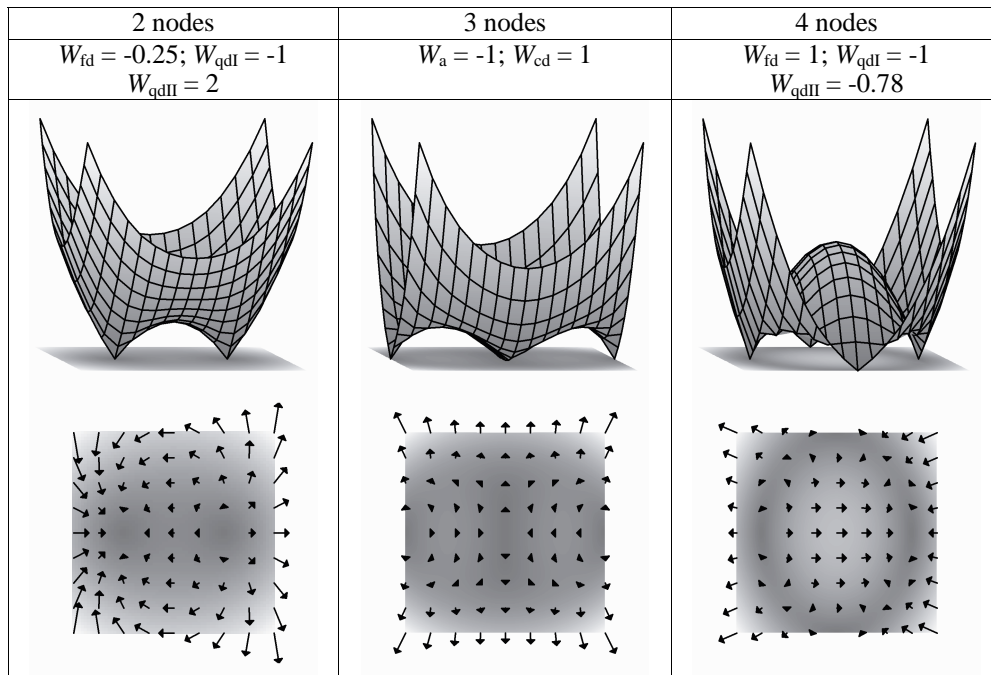 2 nodes
3 nodes
4 nodes
W_fd = -0.25; W_qdI = -1
W_qdII = 2
W_a = -1; W_cd = 1
W_fd = 1; W_qdI = -1
W_qdII = -0.78